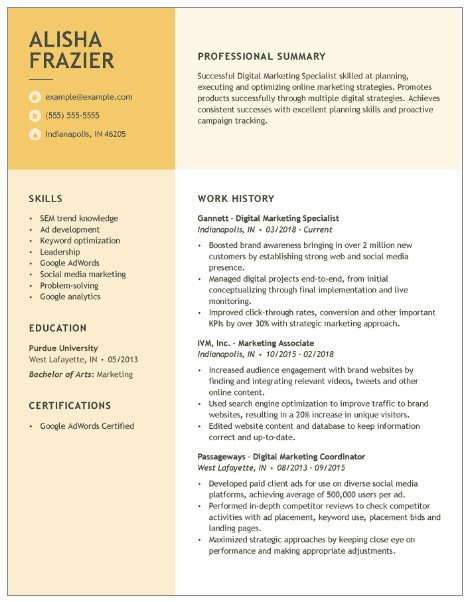 ALISHA
FRAZIER
example@example.com
(555) 555-5555
Indianapolis, IN 46205
PROFESSIONAL SUMMARY
Successful Digital Marketing Specialist skilled at planning,
executing and optimizing online marketing strategies. Promotes
products successfully through multiple digital strategies. Achieves
consistent successes with excellent planning skills and proactive
campaign tracking.
SKILLS
• SEM trend knowledge
• Ad development
• Keyword optimization
• Leadership
• Google AdWords
• Social media marketing
• Problem-solving
• Google analytics
EDUCATION
Purdue University
West Lafayette, IN • 05/2013
Bachelor of Arts: Marketing
CERTIFICATIONS
• Google AdWords Certified
WORK HISTORY
Gannett - Digital Marketing Specialist
Indianapolis, IN • 03/2018 - Current
• Boosted brand awareness bringing in over 2 million new
customers by establishing strong web and social media
presence.
• Managed digital projects end-to-end, from initial
conceptualizing through final implementation and live
monitoring.
• Improved click-through rates, conversion and other important
KPIs by over 30% with strategic marketing approach.
IVM, Inc. - Marketing Associate
Indianapolis, IN • 10/2015 - 02/2018
• Increased audience engagement with brand websites by
finding and integrating relevant videos, tweets and other
online content.
• Used search engine optimization to improve traffic to brand
websites, resulting in a 20% increase in unique visitors.
• Edited website content and database to keep information
correct and up-to-date.
Passageways - Digital Marketing Coordinator
West Lafayette, IN • 08/2013 - 09/2015
• Developed paid client ads for use on diverse social media
platforms, achieving average of 500,000 users per ad.
• Performed in-depth competitor reviews to check competitor
activities with ad placement, keyword use, placement bids and
landing pages.
• Maximized strategic approaches by keeping close eye on
performance and making appropriate adjustments.